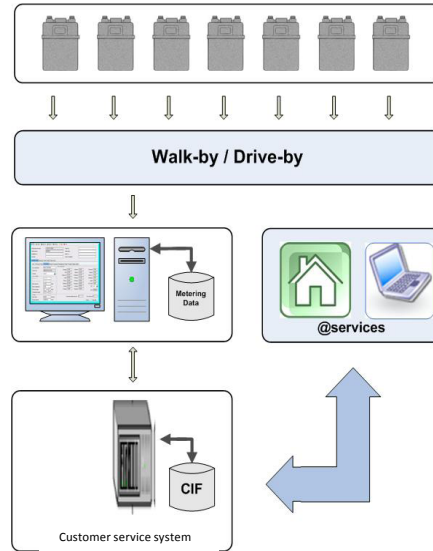 Walk-by / Drive-by
Metering
Data
@services
CIF
Customer service system